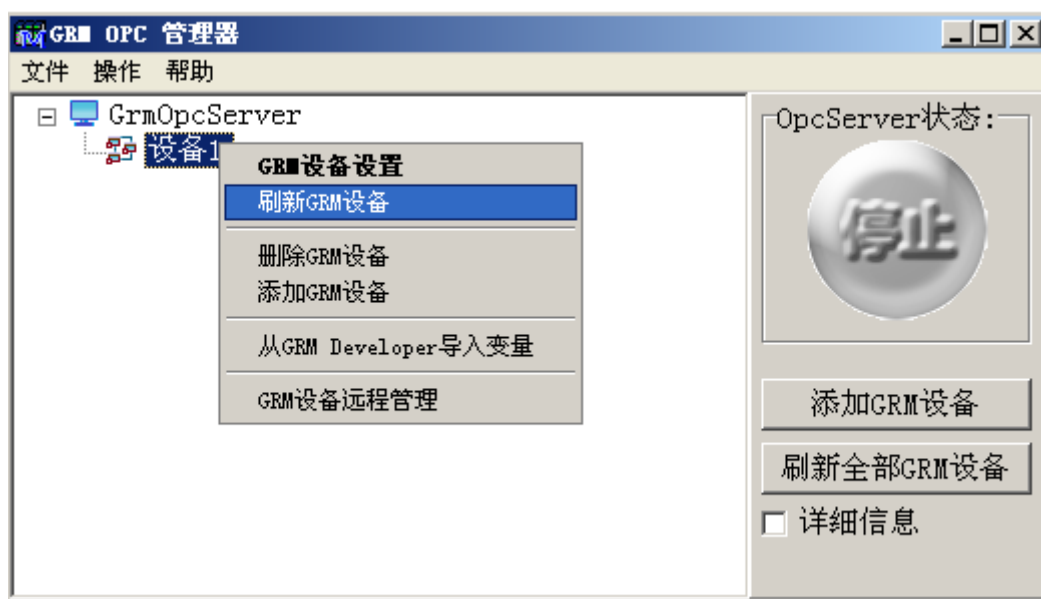 GRM OPC 管理器
文件 操作 帮助
GrmOpcServer
设备1
GRM设备设置
刷新GRM设备
删除GRM设备
添加GRM设备
从GRM Developer导入变量
GRM设备远程管理
OpcServer状态:
停止
添加GRM设备
刷新全部GRM设备
详细信息